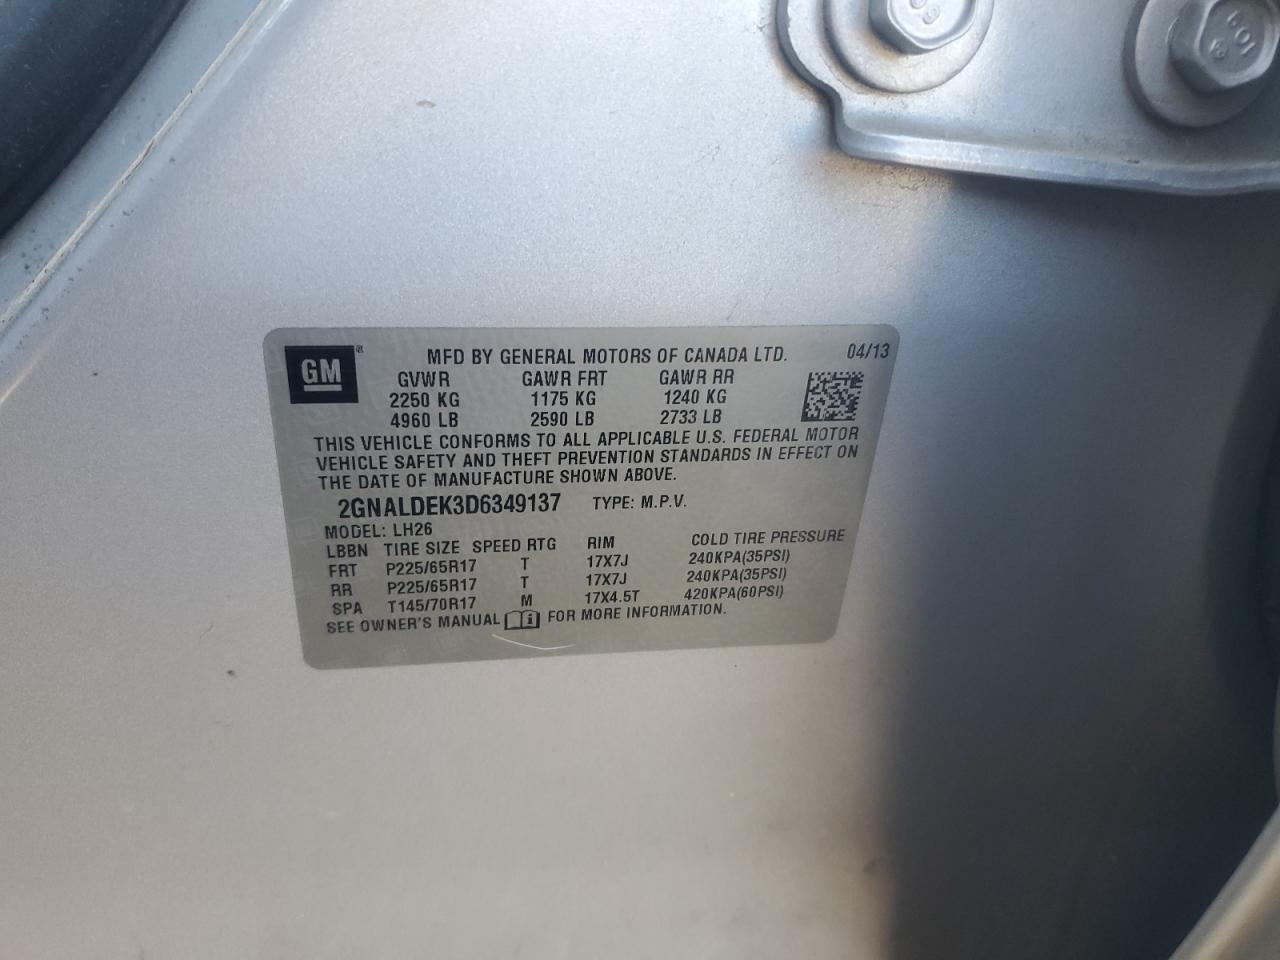 GM
MFD BY GENERAL MOTORS OF CANADA LTD. 04/13
GVWR GAWR FRT GAWR RR
2250 KG 1175 KG 1240 KG
4960 LB 2590 LB 2733 LB
THIS VEHICLE CONFORMS TO ALL APPLICABLE U.S. FEDERAL MOTOR
VEHICLE SAFETY AND THEFT PREVENTION STANDARDS IN EFFECT ON
THE DATE OF MANUFACTURE SHOWN ABOVE.
2GNALDEK3D6349137 TYPE: M.P.V.
MODEL: LH26
LBBN TIRE SIZE SPEED RTG RIM COLD TIRE PRESSURE
FRT P225/65R17 T 17X7J 240KPA(35PSI)
RR P225/65R17 T 17X7J 240KPA(35PSI)
SPA T145/70R17 M 17X4.5T 420KPA(60PSI)
SEE OWNER'S MANUAL FOR MORE INFORMATION.